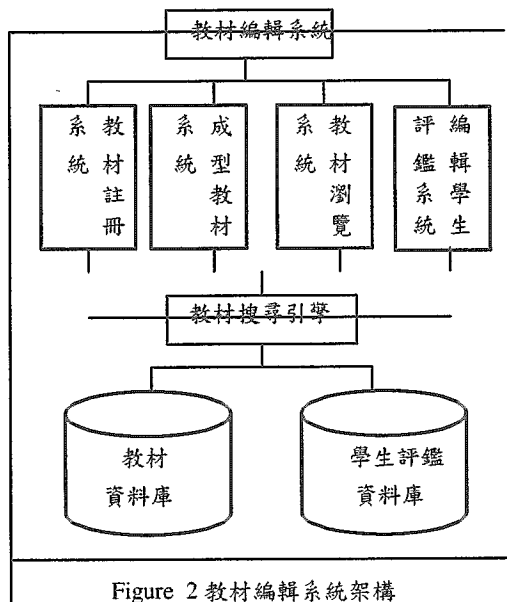 教材編輯系統
教材註冊
系統
成型教材
系統
教材瀏覽
系統
編輯學生
評鑑系統
教材搜尋引擎
教材
資料庫
學生評鑑
資料庫
Figure 2 教材編輯系統架構